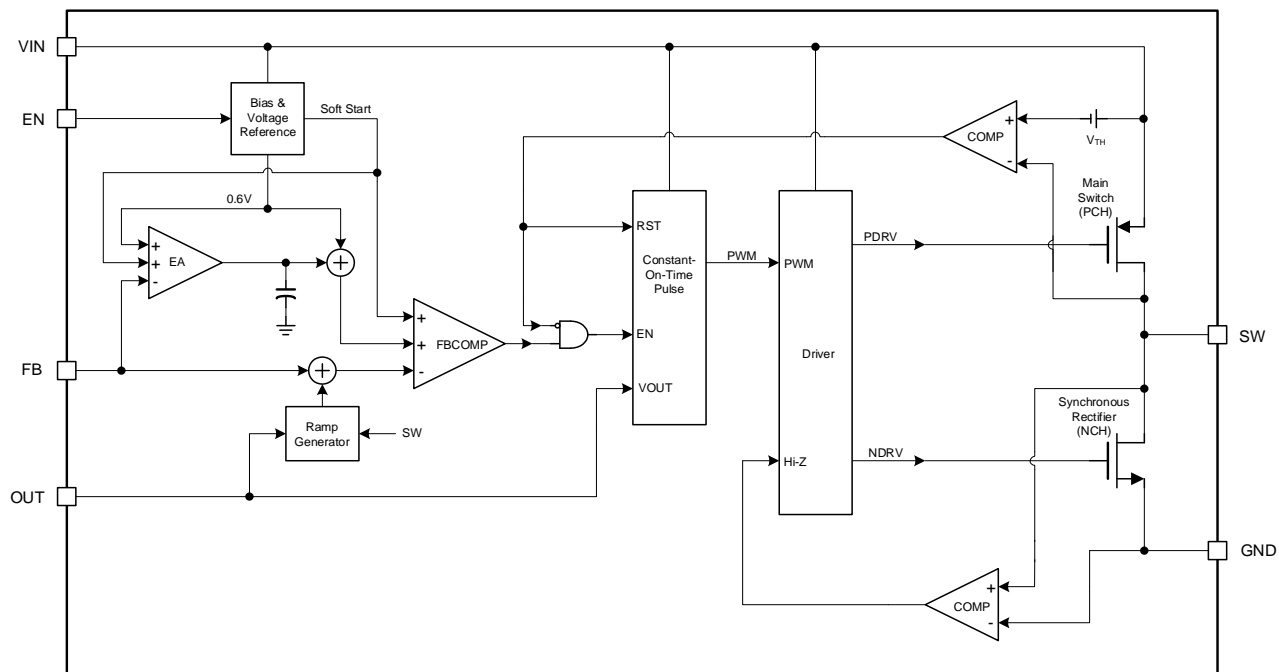 VIN
EN
Bias &
Voltage
Reference
Soft Start
0.6V
+
+
-
EA
+
FB
+
Ramp
Generator
SW
OUT
+
+
-
FBCOMP
RST
Constant-
On-Time
Pulse
EN
VOUT
PWM
PWM
Driver
Hi-Z
PDRV
NDRV
COMP
+
-
VTH
Main
Switch
(PCH)
SW
Synchronous
Rectifier
(NCH)
GND
COMP
+
-